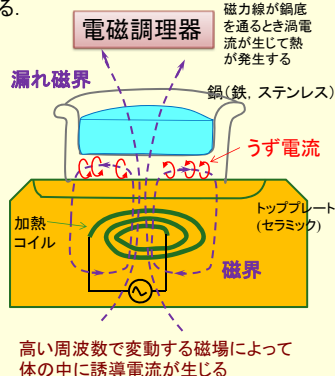 る.
電磁調理器
磁力線が鍋底
を通るとき渦電
流が生じて熱
が発生する
漏れ磁界
鍋(鉄, ステンレス)
うず電流
トッププレート
(セラミック)
加熱
コイル
磁界
高い周波数で変動する磁場によって
体の中に誘導電流が生じる